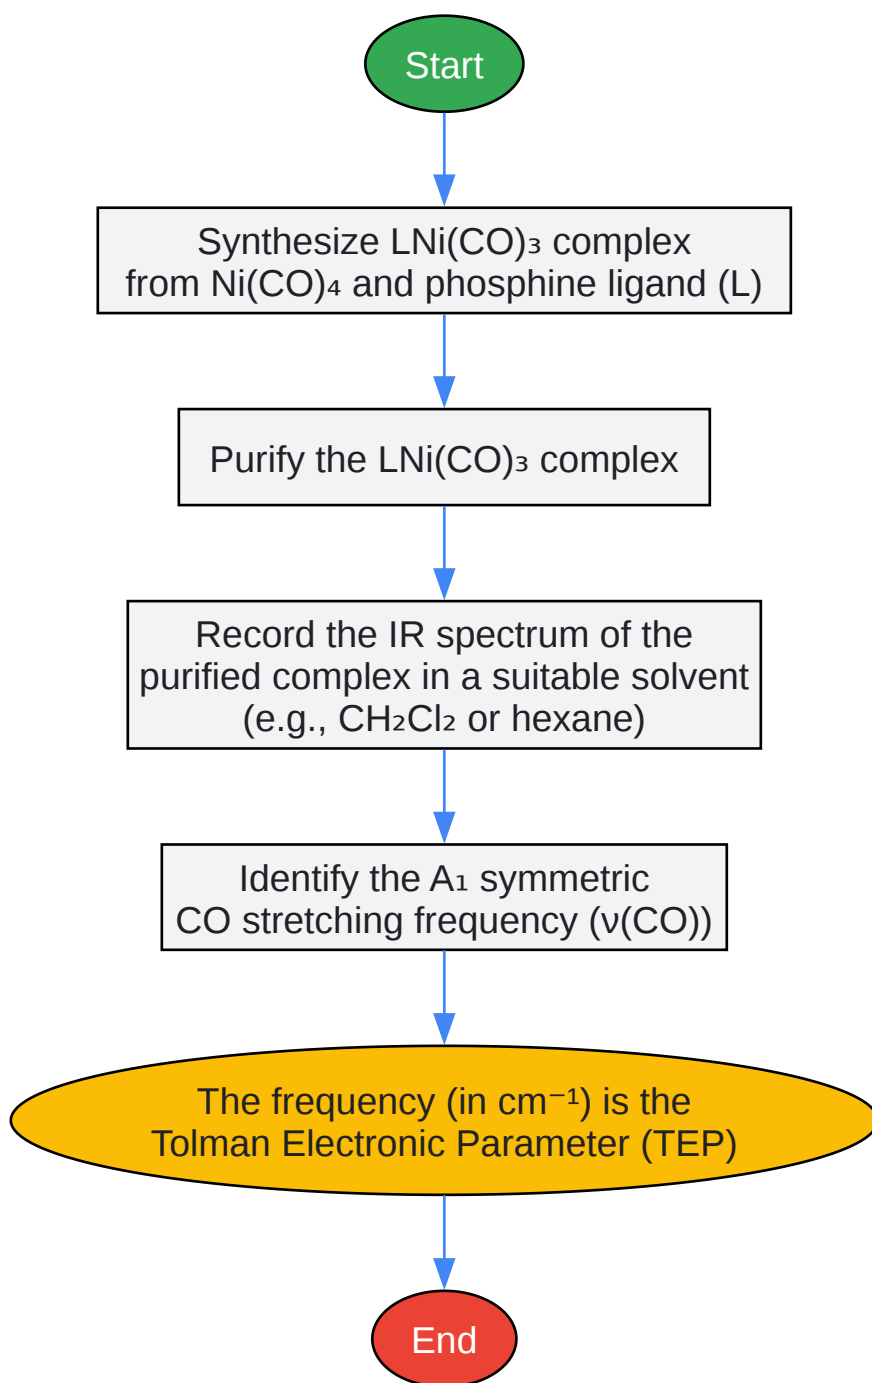 Start
Synthesize LNi(CO)₃ complex
from Ni(CO)₄ and phosphine ligand (L)
Purify the LNi(CO)₃ complex
Record the IR spectrum of the
purified complex in a suitable solvent
(e.g., CH₂Cl₂ or hexane)
Identify the A₁ symmetric
CO stretching frequency (ν(CO))
The frequency (in cm⁻¹) is the
Tolman Electronic Parameter (TEP)
End